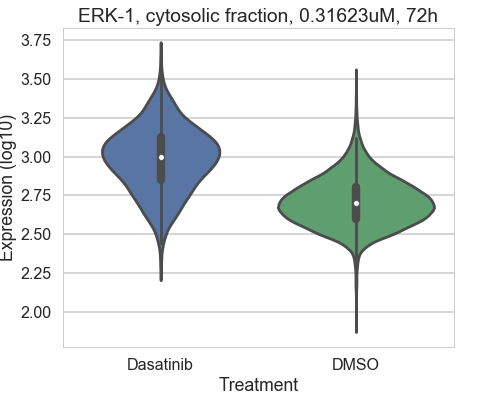 ERK-1, cytosolic fraction, 0.31623uM, 72h
Expression (log10)
3.75
3.50
3.25
3.00
2.75
2.50
2.25
2.00
Dasatinib DMSO
Treatment